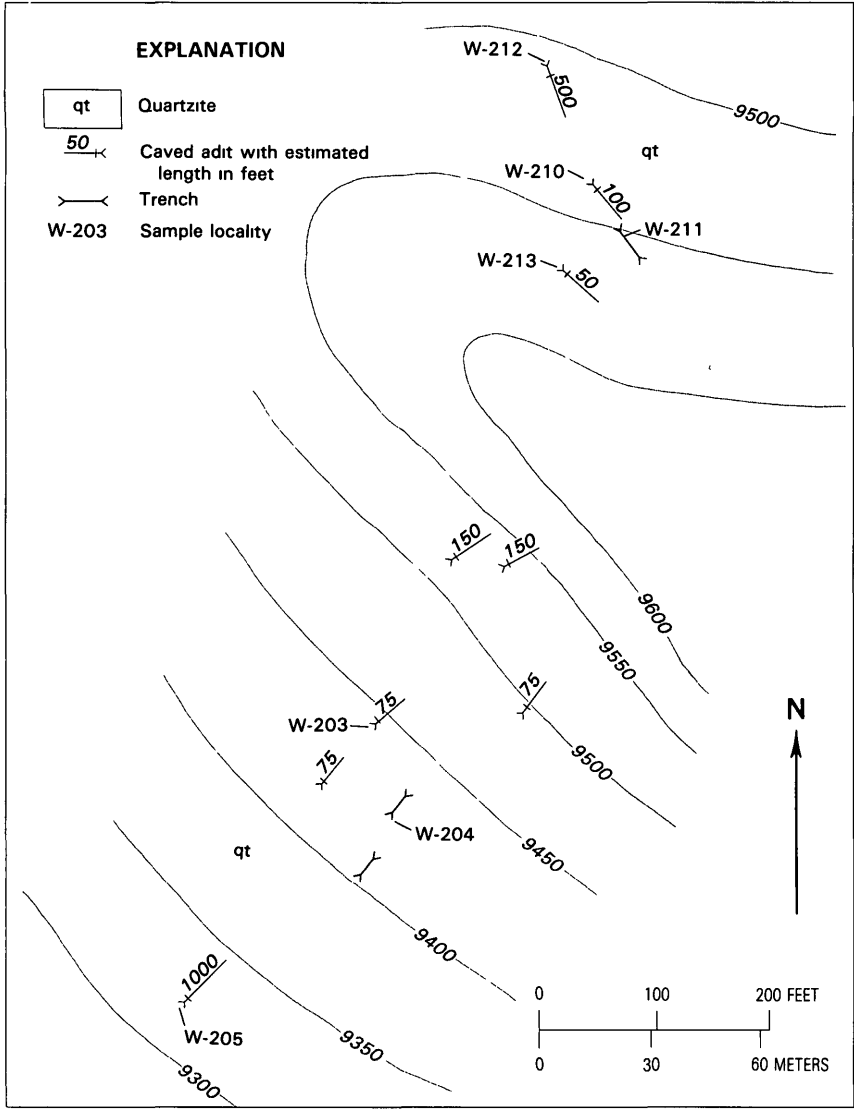 EXPLANATION
qt Quartzite
50 Caved adit with estimated
length in feet
Trench
W-203 Sample locality
W-212
500
9500
qt
W-210
100
W-211
W-213
50
150
150
9600
9550
75
W-203
75
75
9500
N
W-204
9450
qt
9400
1000
W-205
9350
9300
0 100 200 FEET
0 30 60 METERS